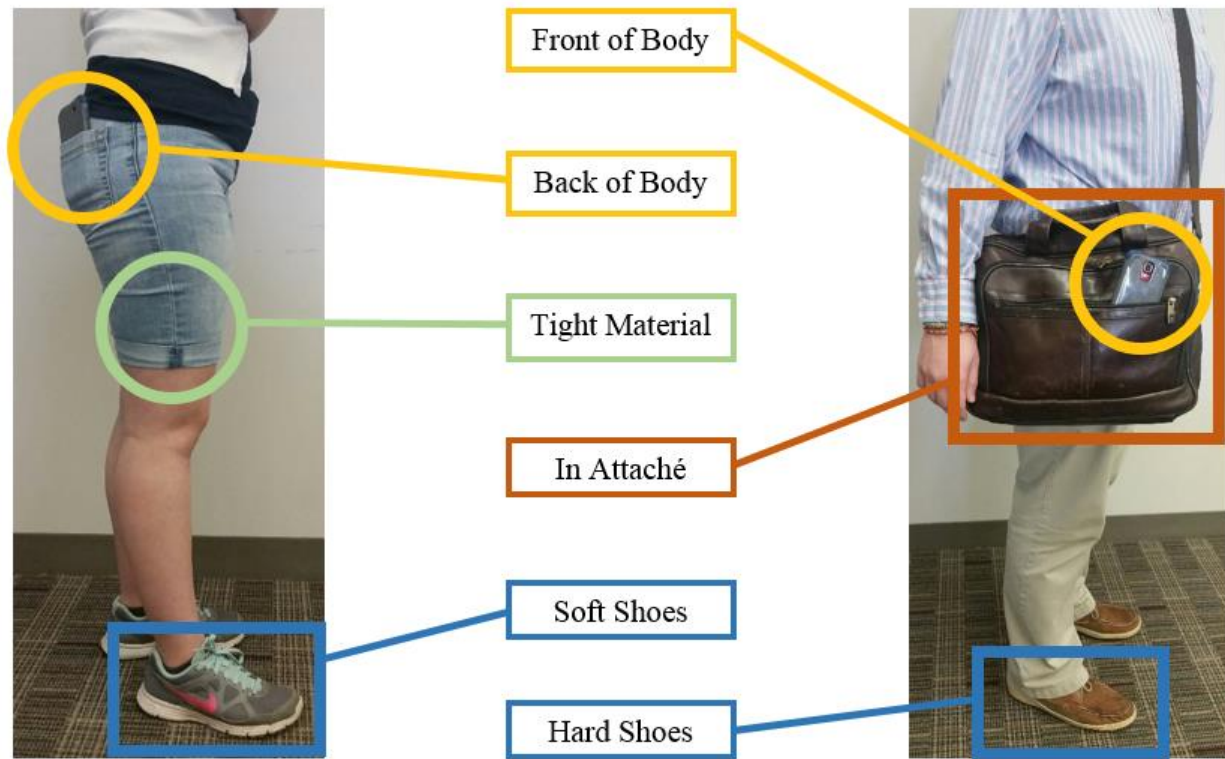 Front of Body
Back of Body
Tight Material
In Attaché
Soft Shoes
Hard Shoes